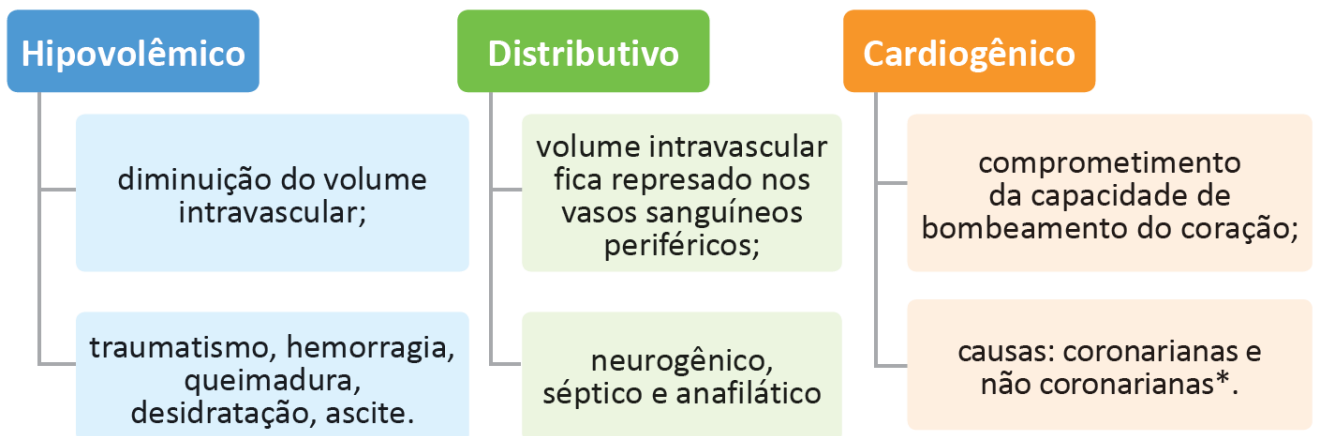 Hipovolêmico
diminuição do volume
intravascular;
traumatismo, hemorragia,
queimadura,
desidratação, ascite.
Distributivo
volume intravascular
fica represado nos
vasos sanguíneos
periféricos;
neurogênico,
séptico e anafilático
Cardiogênico
comprometimento
da capacidade de
bombeamento do coração;
causas: coronarianas e
não coronarianas*.